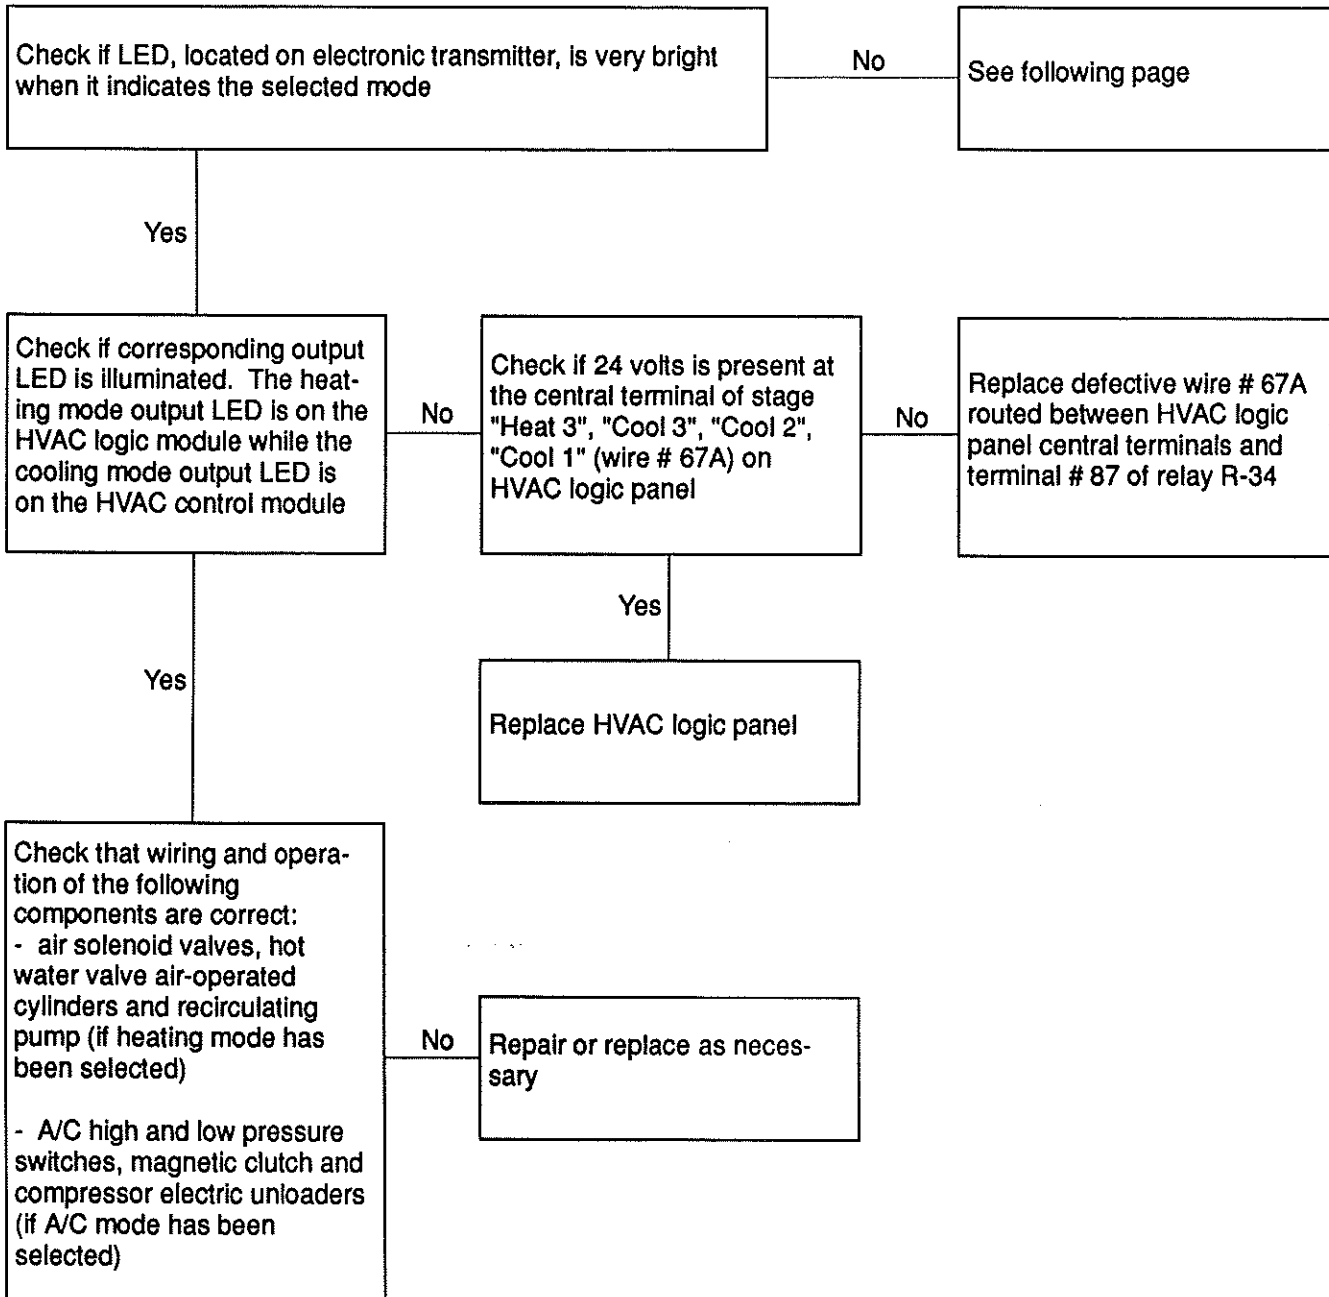 Check if LED, located on electronic transmitter, is very bright
when it indicates the selected mode
No
See following page
Yes
Check if corresponding output
LED is illuminated. The heat-
ing mode output LED is on the
HVAC logic module while the
cooling mode output LED is
on the HVAC control module
No
Check if 24 volts is present at
the central terminal of stage
"Heat 3", "Cool 3", "Cool 2",
"Cool 1" (wire # 67A) on
HVAC logic panel
No
Replace defective wire # 67A
routed between HVAC logic
panel central terminals and
terminal # 87 of relay R-34
Yes
Replace HVAC logic panel
Yes
Check that wiring and opera-
tion of the following
components are correct:
- air solenoid valves, hot
water valve air-operated
cylinders and recirculating
pump (if heating mode has
been selected)
- A/C high and low pressure
switches, magnetic clutch and
compressor electric unloaders
(if A/C mode has been
selected)
No
Repair or replace as neces-
sary